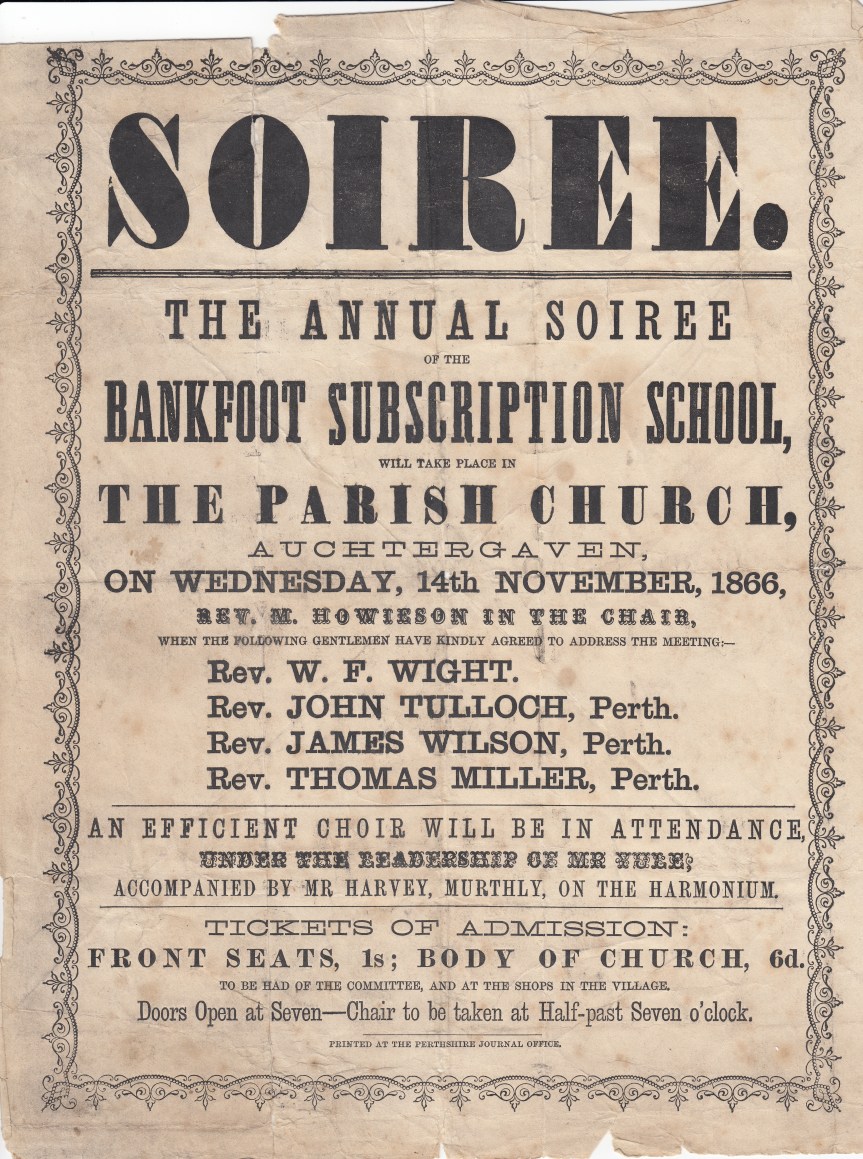 SOIREE.
THE ANNUAL SOIREE
OF THE
BANKFOOT SUBSCRIPTION SCHOOL,
WILL TAKE PLACE IN
THE PARISH CHURCH,
AUCHTERGAVEN,
ON WEDNESDAY, 14th NOVEMBER, 1866,
REV. M. HOWIESON IN THE CHAIR,
WHEN THE FOLLOWING GENTLEMEN HAVE KINDLY AGREED TO ADDRESS THE MEETING:—
Rev. W. F. WIGHT.
Rev. JOHN TULLOCH, Perth.
Rev. JAMES WILSON, Perth.
Rev. THOMAS MILLER, Perth.
AN EFFICIENT CHOIR WILL BE IN ATTENDANCE,
UNDER THE LEADERSHIP OF MR YULE;
ACCOMPANIED BY MR HARVEY, MURTHLY, ON THE HARMONIUM.
TICKETS OF ADMISSION:
FRONT SEATS, 1s; BODY OF CHURCH, 6d.
TO BE HAD OF THE COMMITTEE, AND AT THE SHOPS IN THE VILLAGE.
Doors Open at Seven—Chair to be taken at Half-past Seven o'clock.
PRINTED AT THE PERTHSHIRE JOURNAL OFFICE.